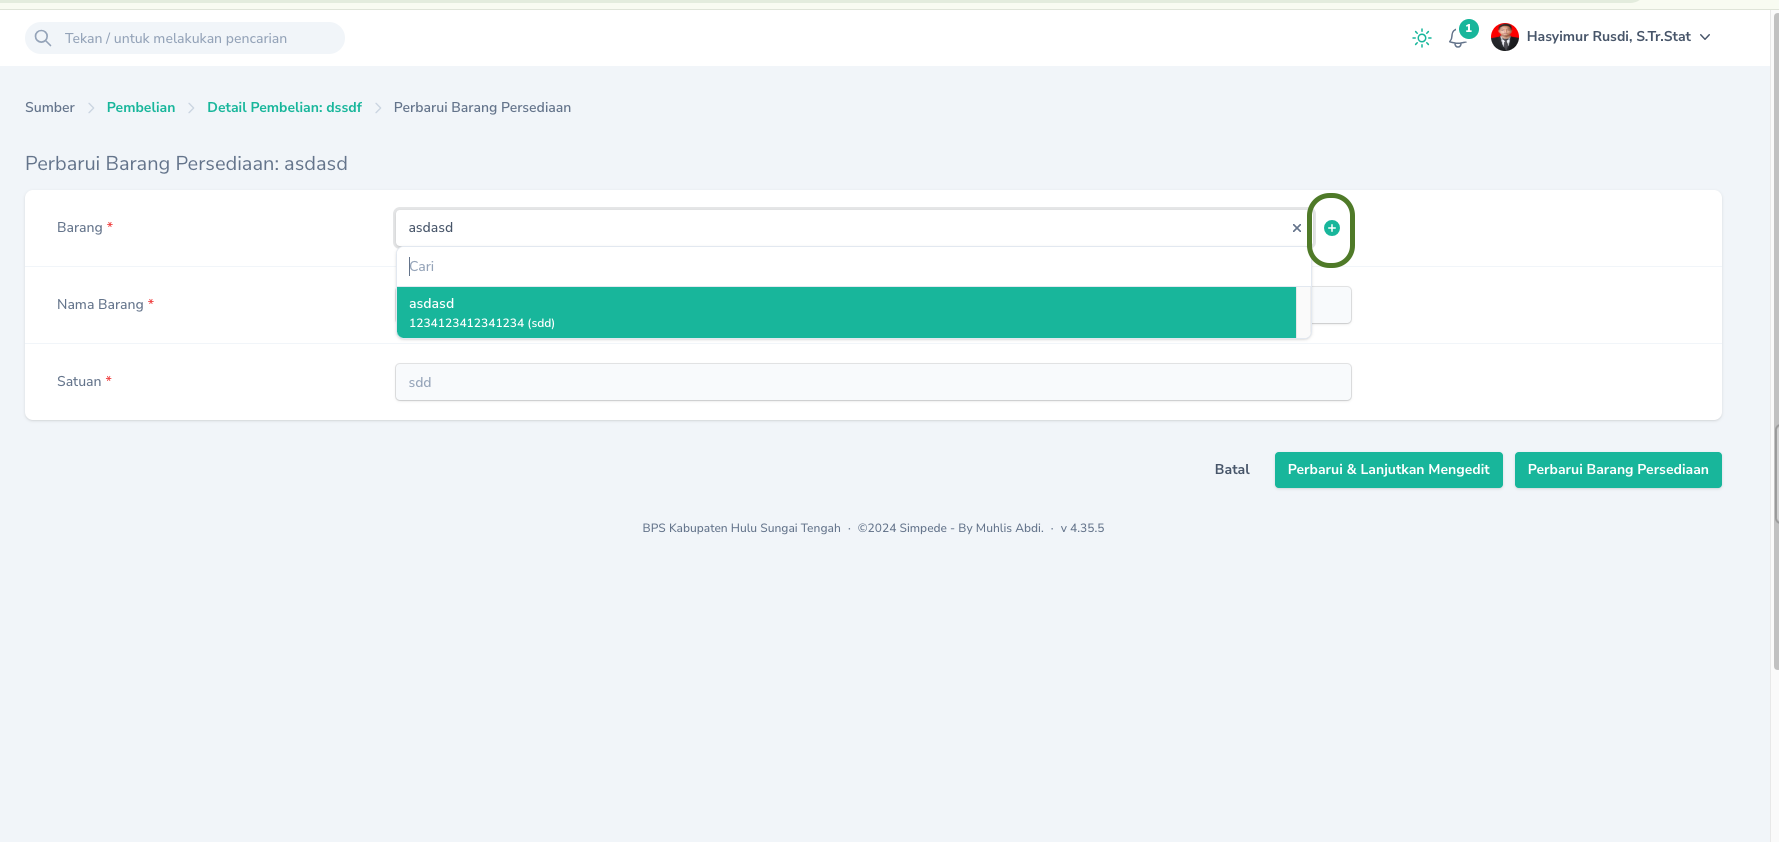 Tekan / untuk melakukan pencarian
1
Hasyimur Rusdi, S.Tr.Stat
Sumber
Pembelian
Detail Pembelian: dssdf
Perbarui Barang Persediaan
Perbarui Barang Persediaan: asdasd
Barang *
asdasd
Cari
asdasd
1234123412341234 (sdd)
Nama Barang *
Satuan *
sdd
Batal
Perbarui & Lanjutkan Mengedit
Perbarui Barang Persediaan
BPS Kabupaten Hulu Sungai Tengah · ©2024 Simpede - By Muhlis Abdi. · v 4.35.5